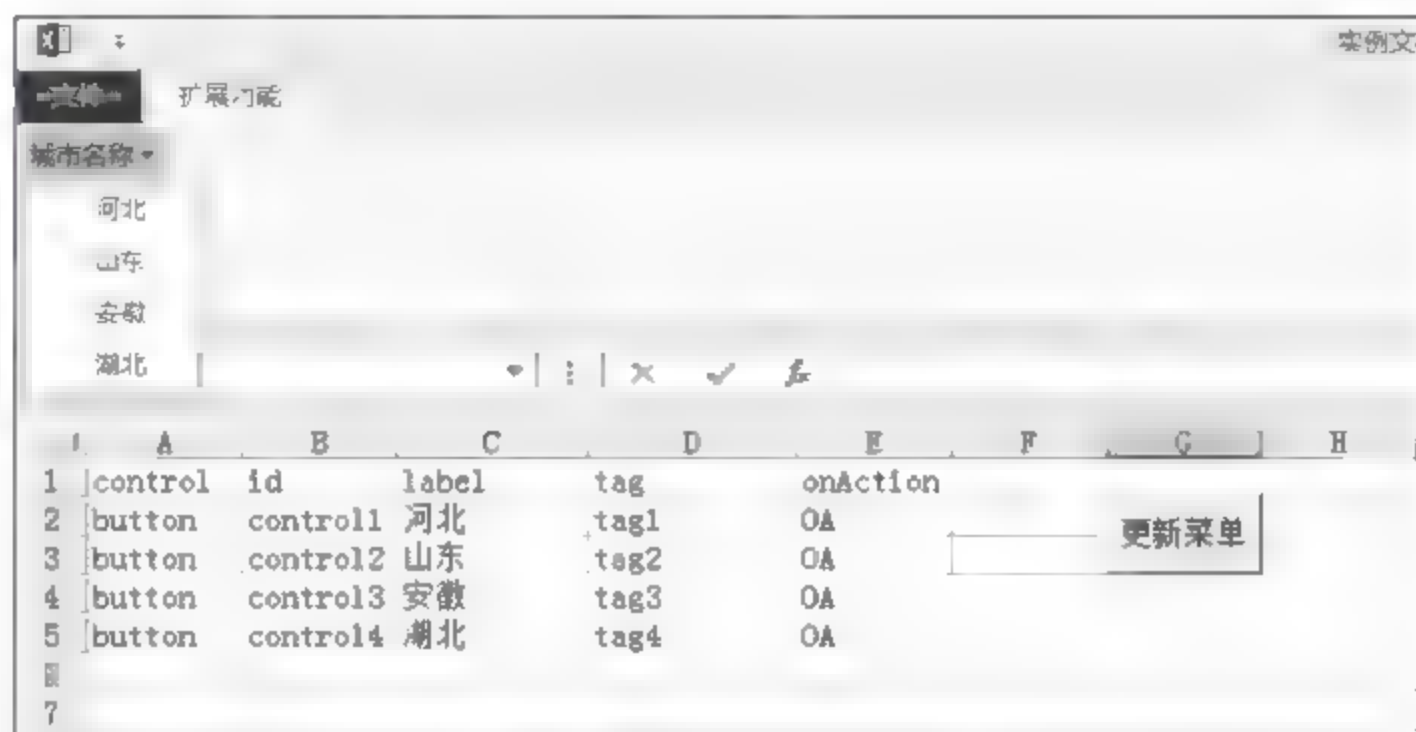 实例文
文件 扩展功能
城市名称
河北
山东
安徽
湖北
fx
A B C D E F G H
1 control id label tag onAction
2 button control1 河北 tag1 OA
3 button control2 山东 tag2 OA
4 button control3 安徽 tag3 OA
5 button control4 湖北 tag4 OA
更新菜单
7